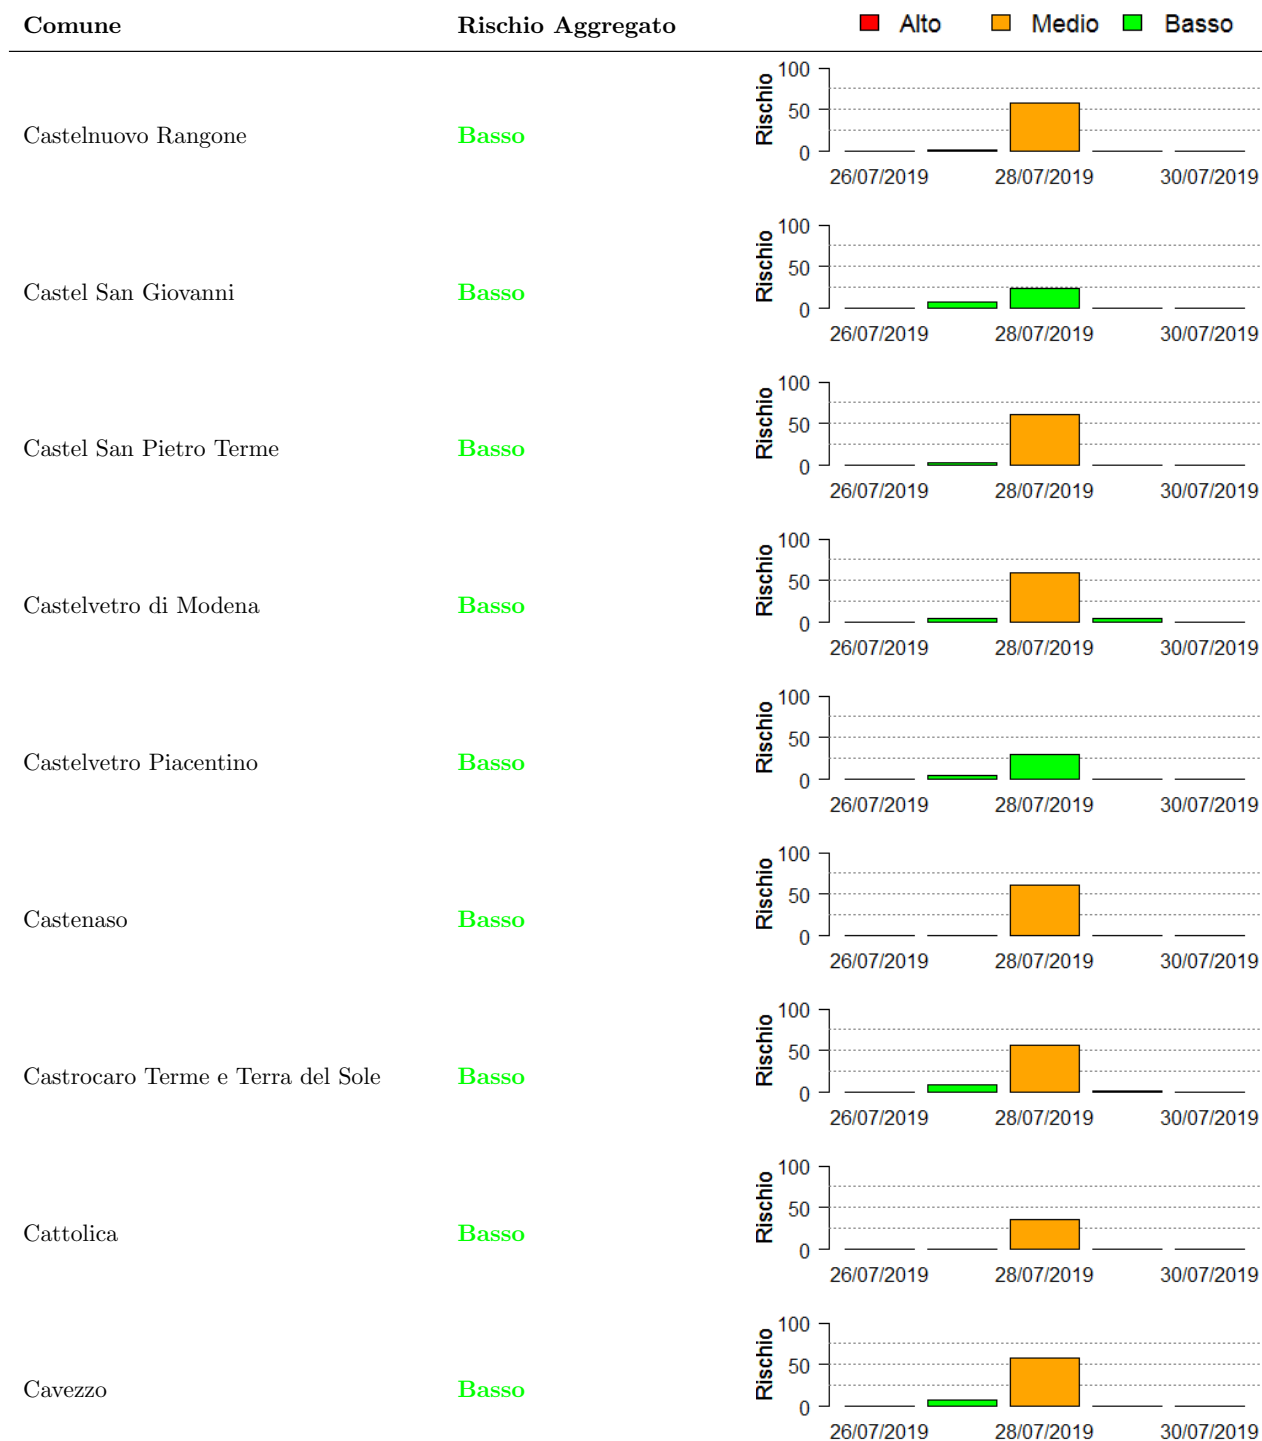 Comune Rischio Aggregato Alto Medio Basso
Castelnuovo Rangone Basso Rischio 100 50 0
26/07/2019 28/07/2019 30/07/2019
Castel San Giovanni Basso Rischio 100 50 0
26/07/2019 28/07/2019 30/07/2019
Castel San Pietro Terme Basso Rischio 100 50 0
26/07/2019 28/07/2019 30/07/2019
Castelvetro di Modena Basso Rischio 100 50 0
26/07/2019 28/07/2019 30/07/2019
Castelvetro Piacentino Basso Rischio 100 50 0
26/07/2019 28/07/2019 30/07/2019
Castenaso Basso Rischio 100 50 0
26/07/2019 28/07/2019 30/07/2019
Castrocaro Terme e Terra del Sole Basso Rischio 100 50 0
26/07/2019 28/07/2019 30/07/2019
Cattolica Basso Rischio 100 50 0
26/07/2019 28/07/2019 30/07/2019
Cavezzo Basso Rischio 100 50 0
26/07/2019 28/07/2019 30/07/2019